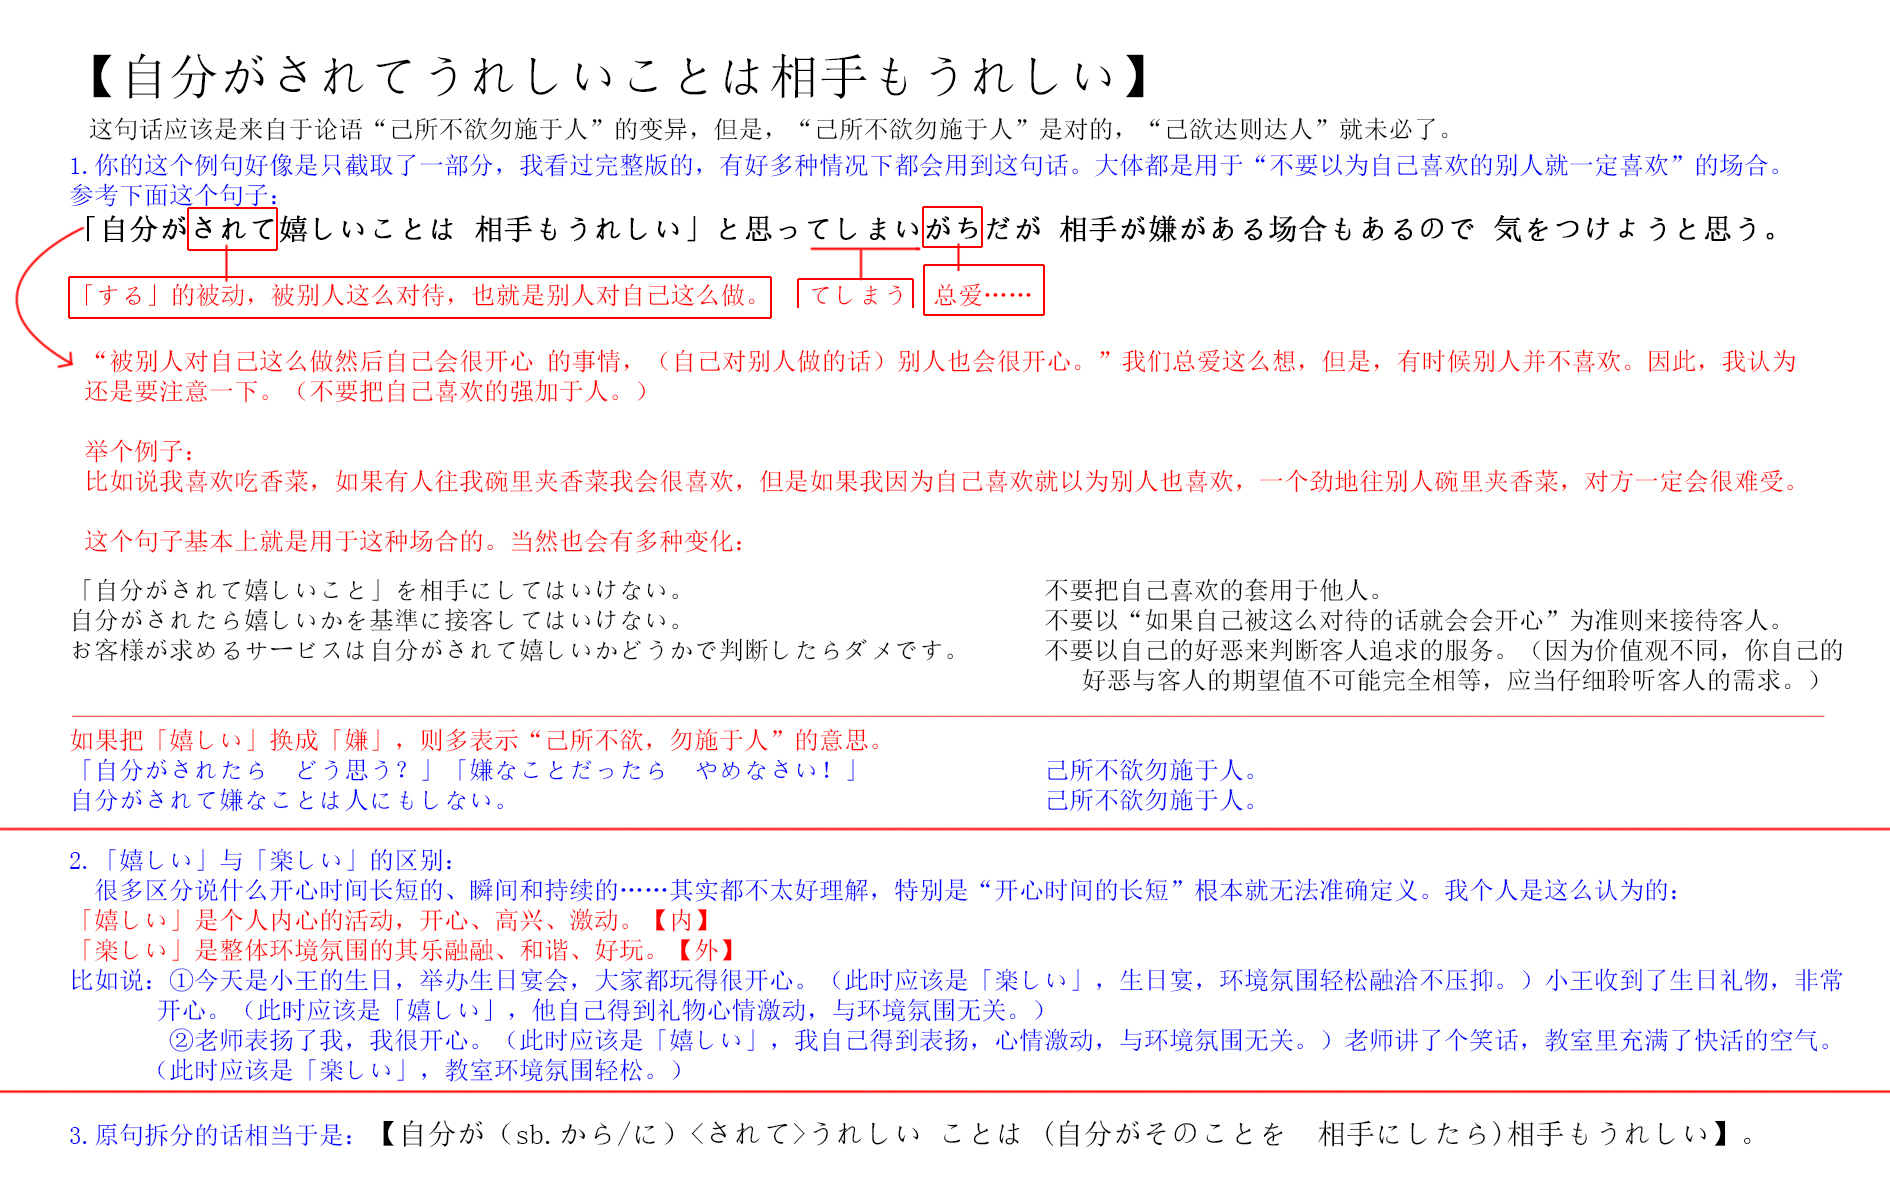 【自分がされてうれしいことは相手もうれしい】
这句话应该是来自于论语“己所不欲勿施于人”的变异，但是，“己所不欲勿施于人”是对的，“己欲达则达人”就未必了。
1.你的这个例句好像是只截取了一部分，我看过完整版的，有好多种情况下都会用到这句话。大体都是用于“不要以为自己喜欢的别人就一定喜欢”的场合。
参考下面这个句子：
「自分がされて嬉しいことは 相手もうれしい」と思ってしまいがちだが 相手が嫌がある场合もあるので 気をつけようと思う。
「する」的被动，被别人这么对待，也就是别人对自己这么做。 てしまう 总爱……
“被别人对自己这么做然后自己会很开心 的事情，（自己对别人做的话）别人也会很开心。”我们总爱这么想，但是，有时候别人并不喜欢。因此，我认为
还是要注意一下。（不要把自己喜欢的强加于人。）
举个例子：
比如说我喜欢吃香菜，如果有人往我碗里夹香菜我会很喜欢，但是如果我因为自己喜欢就以为别人也喜欢，一个劲地往别人碗里夹香菜，对方一定会很难受。
这个句子基本上就是用于这种场合的。当然也会有多种变化：
「自分がされて嬉しいこと」を相手にしてはいけない。 不要把自己喜欢的套用于他人。
自分がされたら嬉しいかを基準に接客してはいけない。 不要以“如果自己被这么对待的话就会会开心”为准则来接待客人。
お客様が求めるサービスは自分がされて嬉しいかどうかで判断したらダメです。 不要以自己的好恶来判断客人追求的服务。（因为价值观不同，你自己的
好恶与客人的期望值不可能完全相等，应当仔细聆听客人的需求。）
如果把「嬉しい」换成「嫌」，则多表示“己所不欲，勿施于人”的意思。
「自分がされたら　どう思う？」「嫌なことだったら　やめなさい！」 己所不欲勿施于人。
自分がされて嫌なことは人にもしない。 己所不欲勿施于人。
2.「嬉しい」与「楽しい」的区别：
很多区分说什么开心时间长短的、瞬间和持续的……其实都不太好理解，特别是“开心时间的长短”根本就无法准确定义。我个人是这么认为的：
「嬉しい」是个人内心的活动，开心、高兴、激动。【内】
「楽しい」是整体环境氛围的其乐融融、和谐、好玩。【外】
比如说：①今天是小王的生日，举办生日宴会，大家都玩得很开心。（此时应该是「楽しい」，生日宴，环境氛围轻松融洽不压抑。）小王收到了生日礼物，非常
开心。（此时应该是「嬉しい」，他自己得到礼物心情激动，与环境氛围无关。）
②老师表扬了我，我很开心。（此时应该是「嬉しい」，我自己得到表扬，心情激动，与环境氛围无关。）老师讲了个笑话，教室里充满了快活的空气。
（此时应该是「楽しい」，教室环境氛围轻松。）
3.原句拆分的话相当于是：【自分が（sb.から/に）<されて>うれしい ことは (自分がそのことを　相手にしたら)相手もうれしい】。